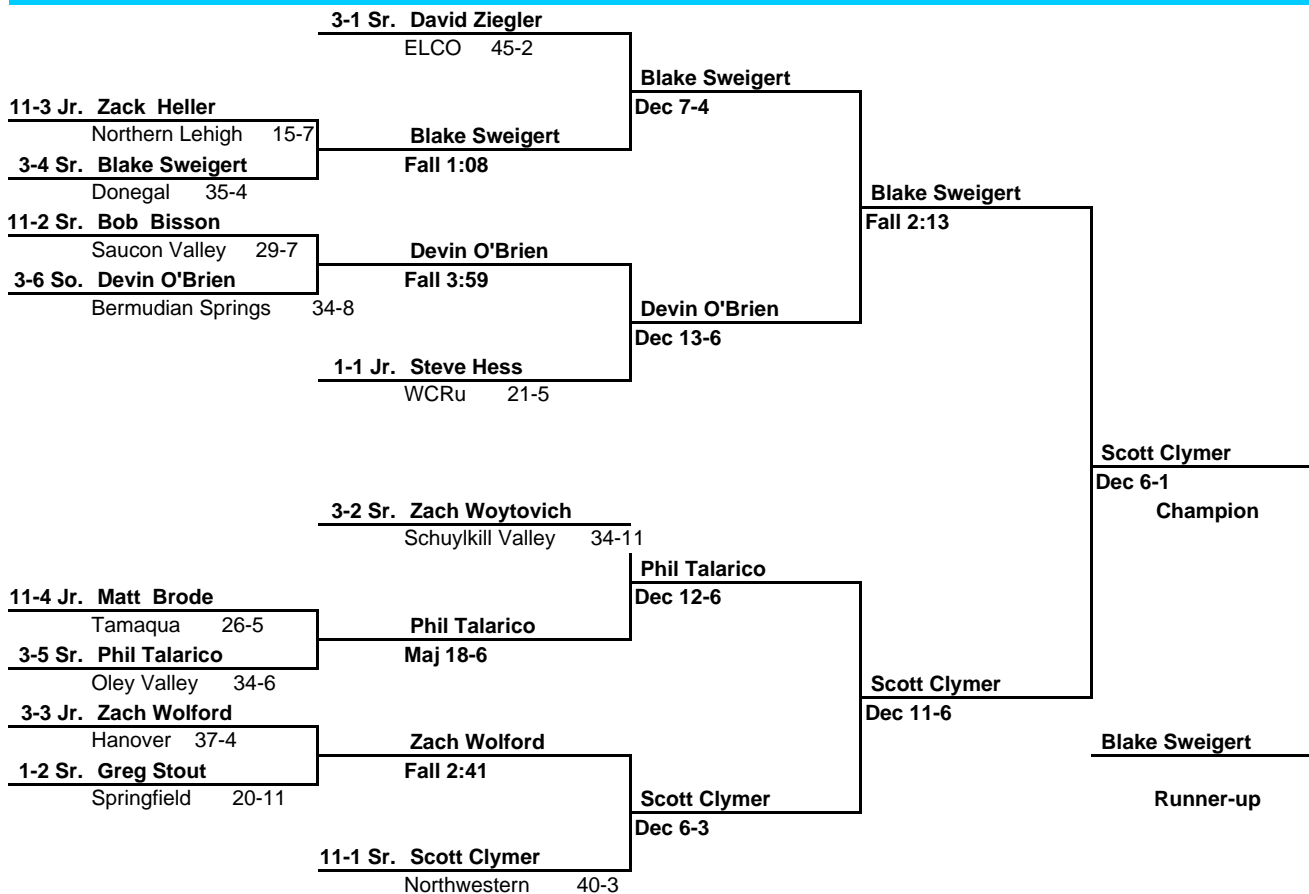 3-1 Sr. David Ziegler
ELCO 45-2
Blake Sweigert
11-3 Jr. Zack Heller
Dec 7-4
Northern Lehigh 15-7
Blake Sweigert
3-4 Sr. Blake Sweigert
Fall 1:08
Donegal 35-4
Blake Sweigert
11-2 Sr. Bob Bisson
Fall 2:13
Saucon Valley 29-7
Devin O'Brien
3-6 So. Devin O'Brien
Fall 3:59
Bermudian Springs 34-8
Devin O'Brien
Dec 13-6
1-1 Jr. Steve Hess
WCRu 21-5
Scott Clymer
Dec 6-1
3-2 Sr. Zach Woytovich
Champion
Schuylkill Valley 34-11
Phil Talarico
11-4 Jr. Matt Brode
Dec 12-6
Tamaqua 26-5
Phil Talarico
3-5 Sr. Phil Talarico
Maj 18-6
Oley Valley 34-6
Scott Clymer
3-3 Jr. Zach Wolford
Dec 11-6
Hanover 37-4
Zach Wolford
Blake Sweigert
1-2 Sr. Greg Stout
Fall 2:41
Springfield 20-11
Scott Clymer
Runner-up
Dec 6-3
11-1 Sr. Scott Clymer
Northwestern 40-3